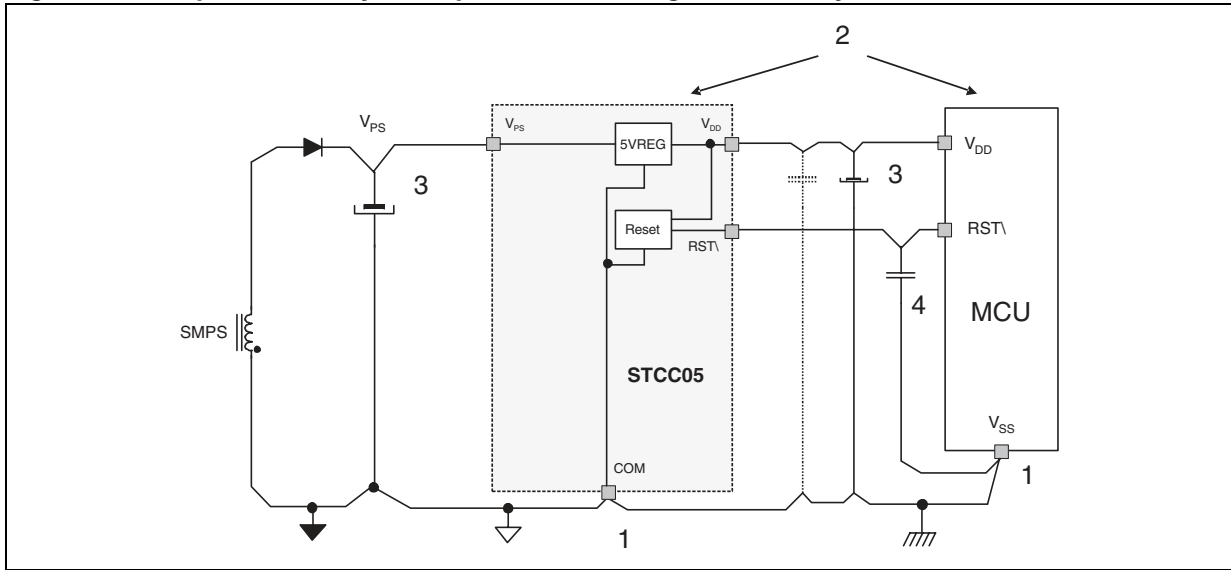 2
V_PS
V_PS
5VREG
V_DD
V_DD
3
3
Reset
RST\
RST\
4
MCU
SMPS
STCC05
V_SS
COM
1
1